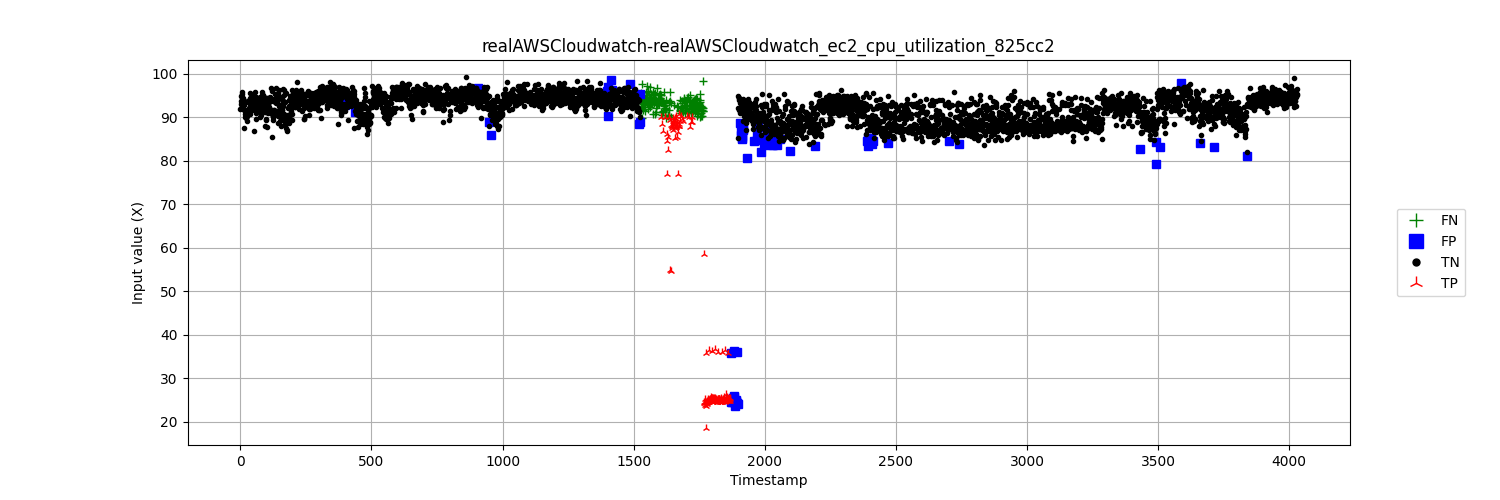 realAWSCloudwatch-realAWSCloudwatch_ec2_cpu_utilization_825cc2
100
90
80
70
60
50
40
30
20
Input value (X)
0 500 1000 1500 2000 2500 3000 3500 4000
Timestamp
FN
FP
TN
TP